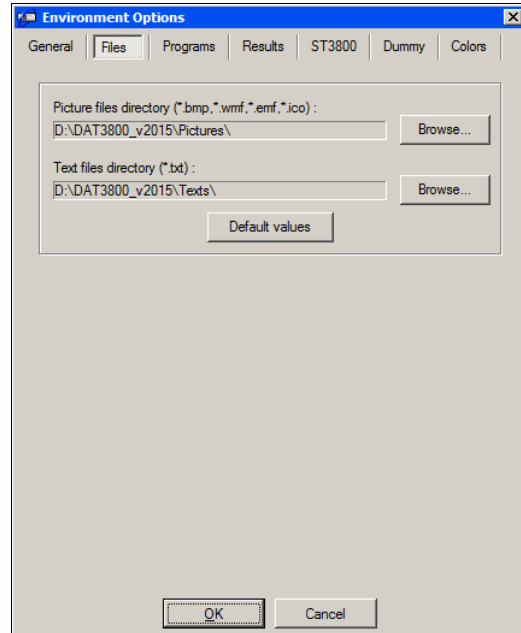 Environment Options
General Files Programs Results ST3800 Dummy Colors
Picture files directory (*.bmp,*.wmf,*.emf,*.ico) :
D:\DAT3800_v2015\Pictures\ Browse...
Text files directory (*.txt) :
D:\DAT3800_v2015\Texts\ Browse...
Default values
OK Cancel